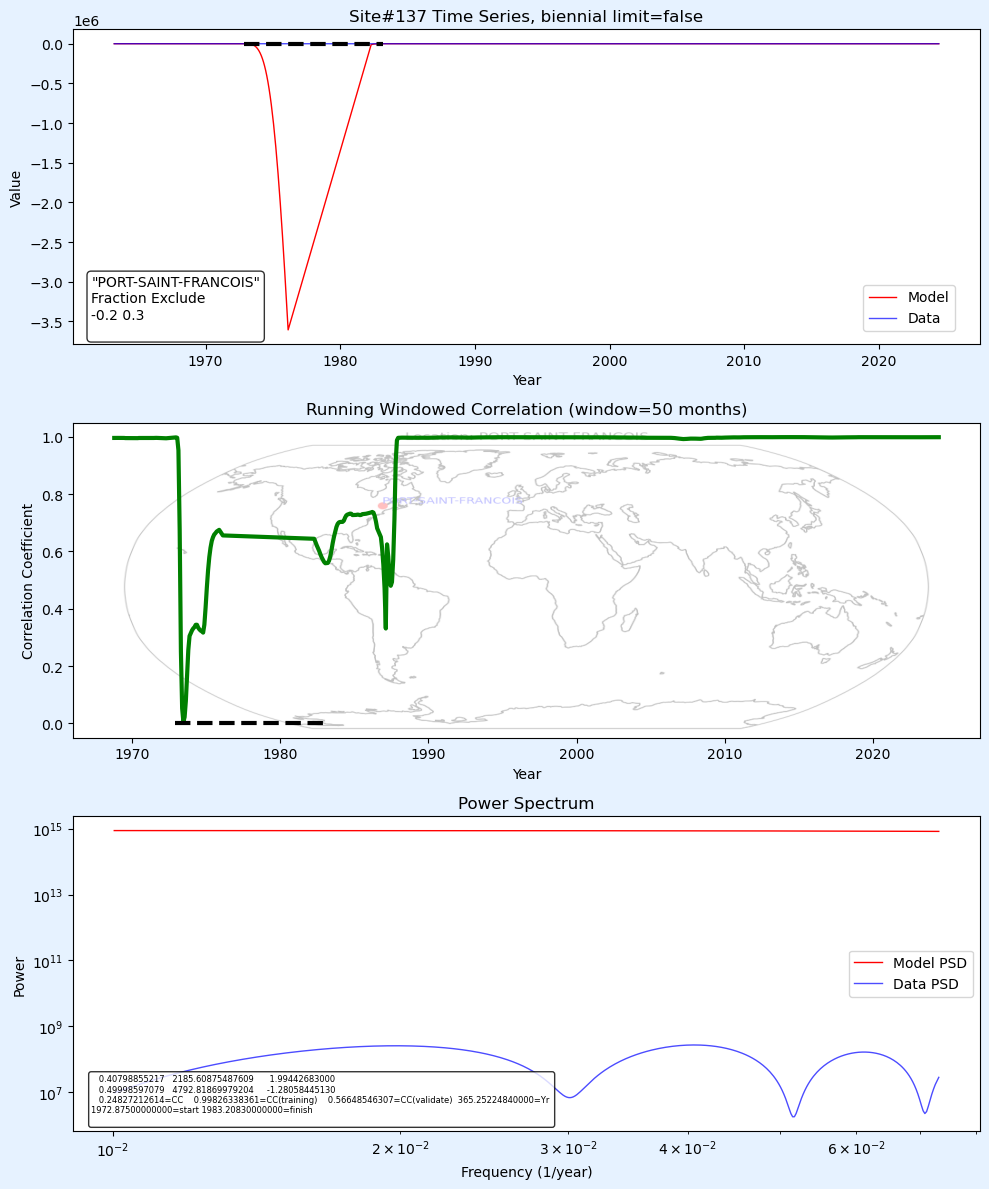 Site#137 Time Series, biennial limit=false
1e6
0.0
−0.5
−1.0
−1.5
−2.0
−2.5
−3.0
−3.5
Value
"PORT-SAINT-FRANCOIS"
Fraction Exclude
-0.2 0.3
Model
Data
1970 1980 1990 2000 2010 2020
Year
Running Windowed Correlation (window=50 months)
Location: PORT-SAINT-FRANCOIS
PORT-SAINT-FRANCOIS
1.0
0.8
0.6
0.4
0.2
0.0
Correlation Coefficient
1970 1980 1990 2000 2010 2020
Year
Power Spectrum
10^15
10^13
10^11
10^9
10^7
Power
Model PSD
Data PSD
0.40798855217 2185.60875487609 1.99442683000
0.49998597079 4792.81869979204 -1.28058445130
0.24827212614=CC 0.99826338361=CC(training) 0.56648546307=CC(validate) 365.25224840000=Yr
1972.87500000000=start 1983.20830000000=finish
10^−2 2 × 10^−2 3 × 10^−2 4 × 10^−2 6 × 10^−2
Frequency (1/year)